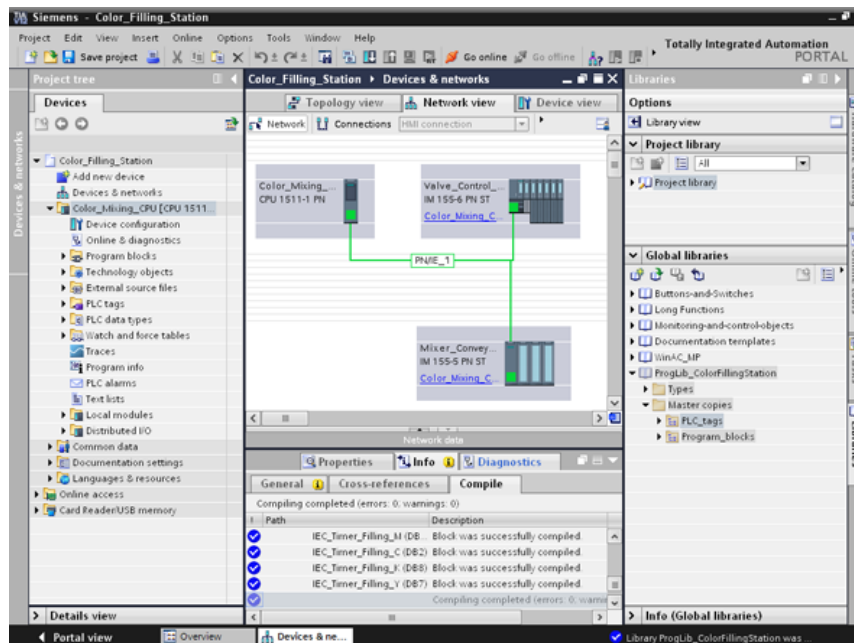 Siemens - Color_Filling_Station
Project Edit View Insert Online Options Tools Window Help
Totally Integrated Automation
PORTAL
Save project
Go online
Go offline
Project tree
Color_Filling_Station ▸ Devices & networks
Libraries
Devices
Topology view
Network view
Device view
Options
Network
Connections
HMI connection
Library view
Project library
All
Project library
Devices & networks
Color_Filling_Station
Add new device
Devices & networks
Color_Mixing_CPU [CPU 1511...
Device configuration
Online & diagnostics
Program blocks
Technology objects
External source files
PLC tags
PLC data types
Watch and force tables
Traces
Program info
PLC alarms
Text lists
Local modules
Distributed I/O
Common data
Documentation settings
Languages & resources
Online access
Card Reader/USB memory
Color_Mixing_...
CPU 1511-1 PN
Valve_Control_...
IM 155-6 PN ST
Color_Mixing_C...
PN/IE_1
Mixer_Convey...
IM 155-5 PN ST
Color_Mixing_C...
Network data
Global libraries
Buttons-and-Switches
Long Functions
Monitoring-and-control-objects
Documentation templates
WinAC_MP
ProgLib_ColorFillingStation
Types
Master copies
PLC_tags
Program_blocks
Properties
Info
Diagnostics
General
Cross-references
Compile
Compiling completed (errors: 0, warnings: 0)
! Path Description
IEC_Timer_Filling_M (DB... Block was successfully compiled.
IEC_Timer_Filling_C (DB2) Block was successfully compiled.
IEC_Timer_Filling_K (DB8) Block was successfully compiled.
IEC_Timer_Filling_Y (DB7) Block was successfully compiled.
Compiling completed (errors: 0, warnin
Details view
Info (Global libraries)
Portal view
Overview
Devices & ne...
Library ProgLib_ColorFillingStation was ...